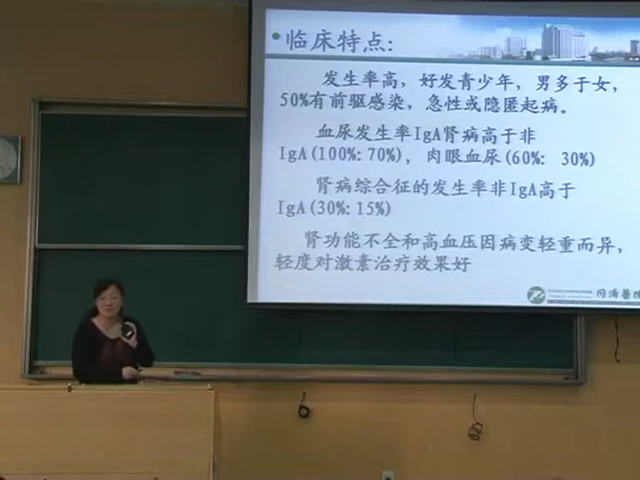 •临床特点:
发生率高，好发青少年，男多于女，
50%有前驱感染，急性或隐匿起病。
血尿发生率IgA肾病高于非
IgA(100%:70%)，肉眼血尿(60%: 30%)
肾病综合征的发生率非IgA高于
IgA(30%:15%)
肾功能不全和高血压因病变轻重而异，
轻度对激素治疗效果好
同济医院